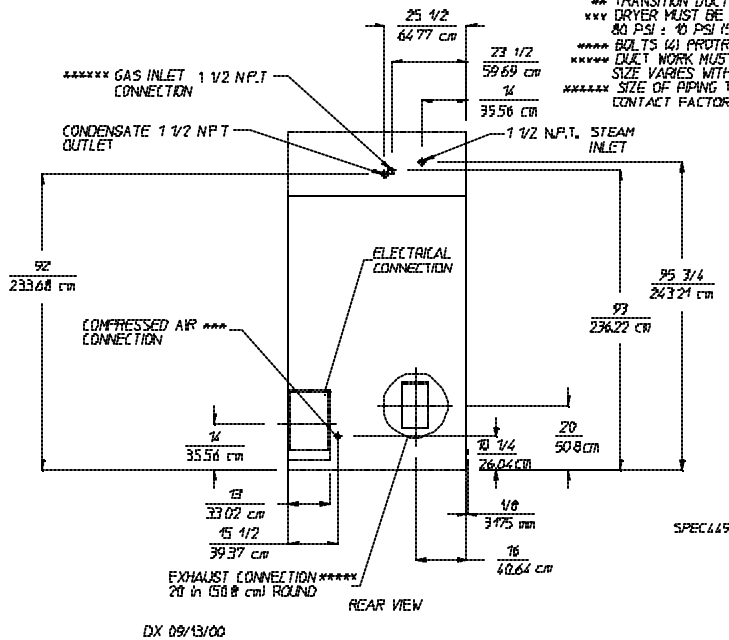 ** TRANSITION DUCT
*** DRYER MUST BE
80 PSI ± 10 PSI
**** BOLTS (4) PROTR
***** DUCT WORK MUST
SIZE VARIES WITH
****** SIZE OF PIPING T
CONTACT FACTOR
25 1/2
64.77 cm
23 1/2
59.69 cm
14
35.56 cm
****** GAS INLET 1 1/2 N.P.T
CONNECTION
CONDENSATE 1 1/2 N.P.T
OUTLET
1 1/2 N.P.T. STEAM
INLET
92
233.68 cm
ELECTRICAL
CONNECTION
95 3/4
243.21 cm
93
236.22 cm
COMPRESSED AIR ***
CONNECTION
14
35.56 cm
10 1/4
26.04 cm
20
50.8 cm
13
33.02 cm
15 1/2
39.37 cm
1/8
3.175 mm
16
40.64 cm
SPEC449
EXHAUST CONNECTION *****
20 in (50.8 cm) ROUND
REAR VIEW
DX 09/13/00